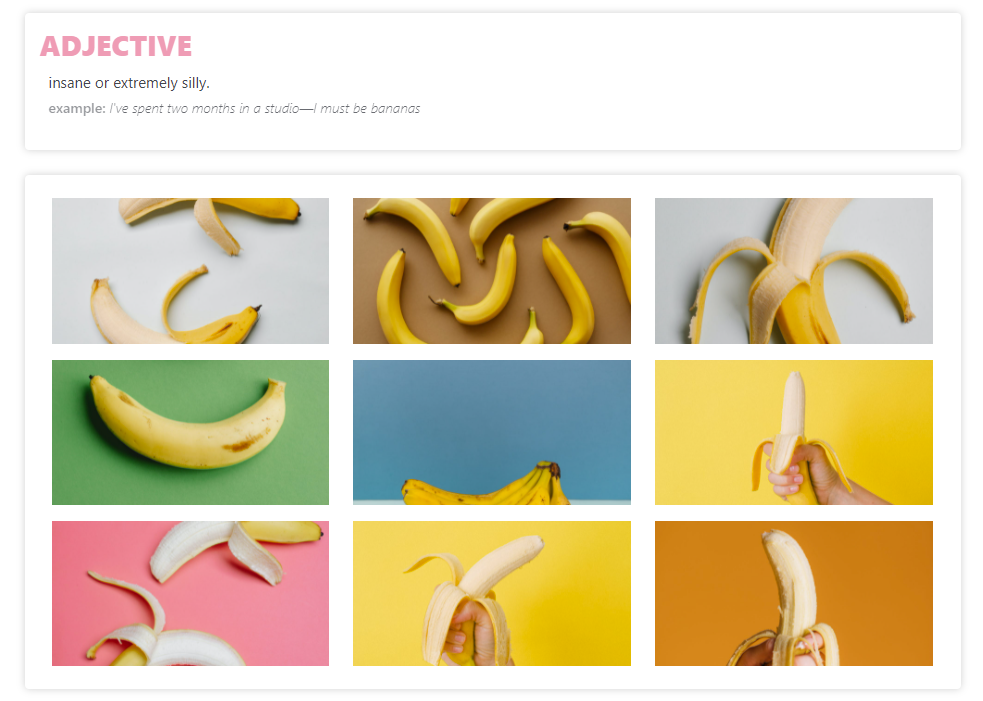 ADJECTIVE
insane or extremely silly.
example: I've spent two months in a studio—I must be bananas